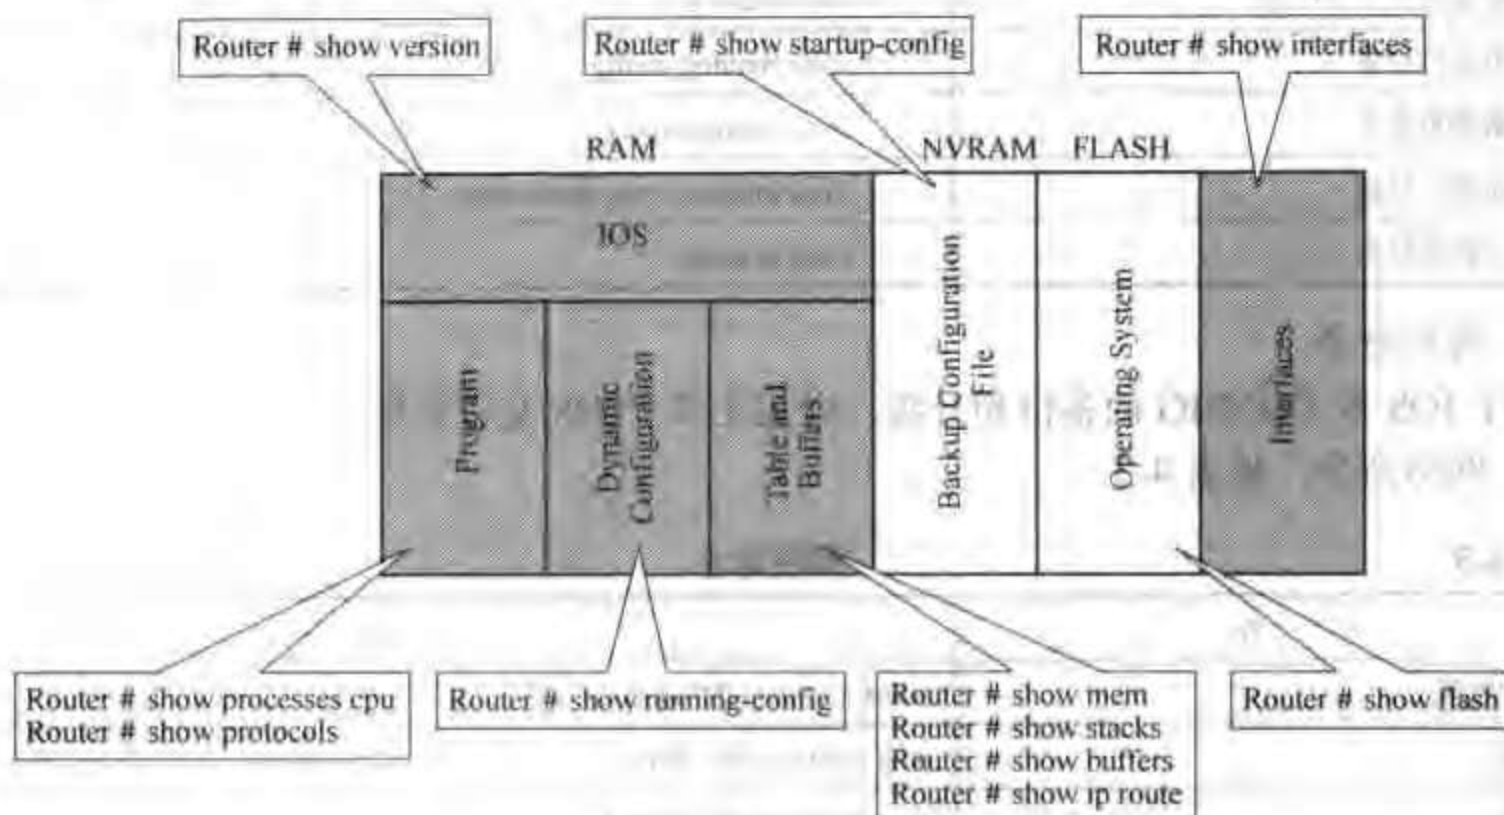 Router # show version
Router # show startup-config
Router # show interfaces
RAM
NVRAM
FLASH
IOS
Program
Dynamic
Configuration
Table and
Buffers
Backup Configuration
File
Operating System
Interfaces
Router # show processes cpu
Router # show protocols
Router # show running-config
Router # show mem
Router # show stacks
Router # show buffers
Router # show ip route
Router # show flash